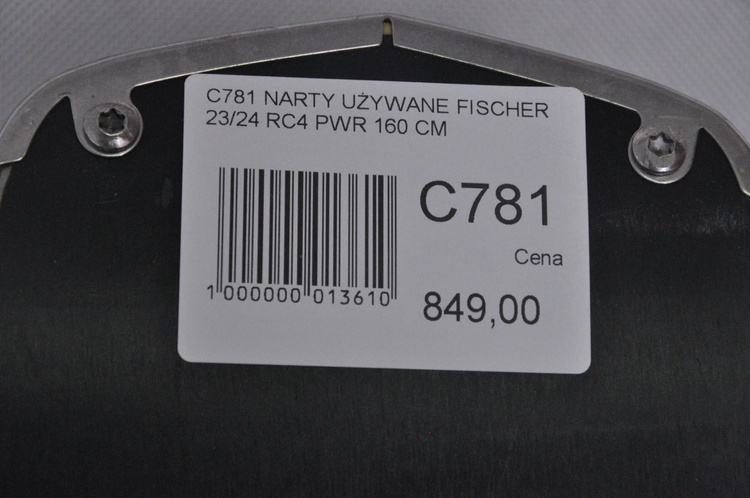 C781 NARTY UŻYWANE FISCHER
23/24 RC4 PWR 160 CM
C781
Cena
849,00
1 000000 013610